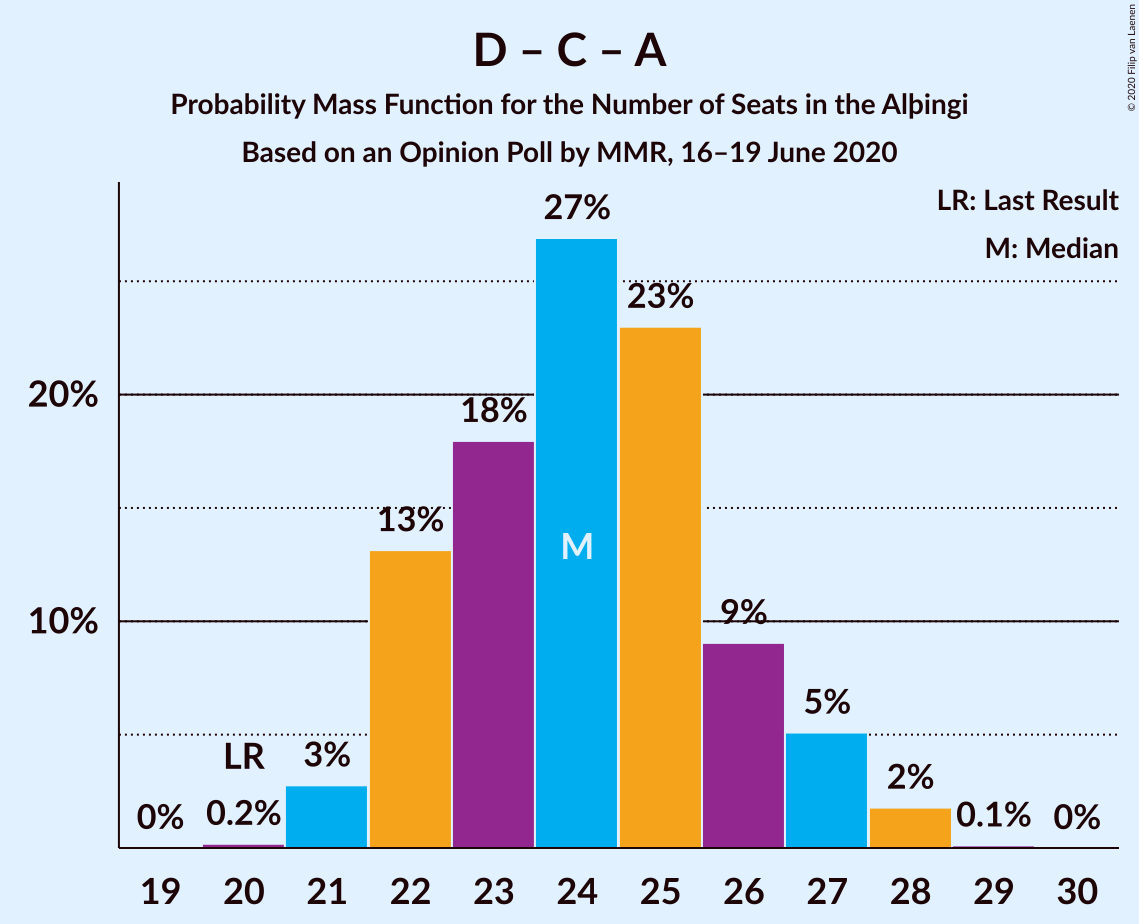 D – C – A
Probability Mass Function for the Number of Seats in the Alþingi
Based on an Opinion Poll by MMR, 16–19 June 2020
© 2020 Filip van Laenen
LR: Last Result
M: Median
27%
23%
20%
18%
13%
M
10%
9%
5%
LR
3%
2%
0%
0.2%
0.1%
0%
19 20 21 22 23 24 25 26 27 28 29 30